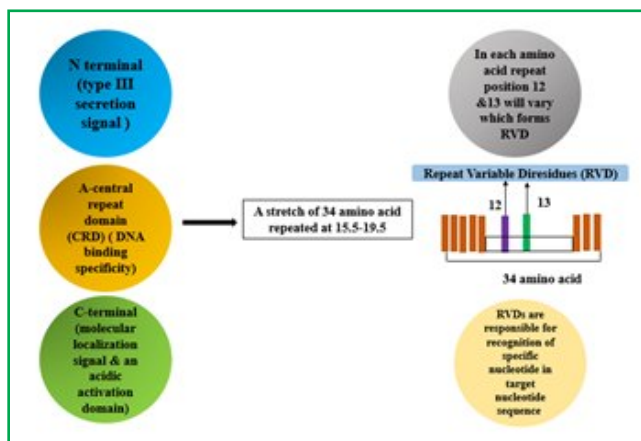 N terminal
(type III
secretion
signal )
A-central
repeat
domain
(CRD) ( DNA
binding
specificity)
C-terminal
(molecular
localization
signal & an
acidic
activation
domain)
A stretch of 34 amino acid
repeated at 15.5-19.5
In each amino
acid repeat
position 12
&13 will vary
which forms
RVD
Repeat Variable Diresidues (RVD)
12
13
34 amino acid
RVDs are
responsible for
recognition of
specific
nucleotide in
target
nucleotide
sequence